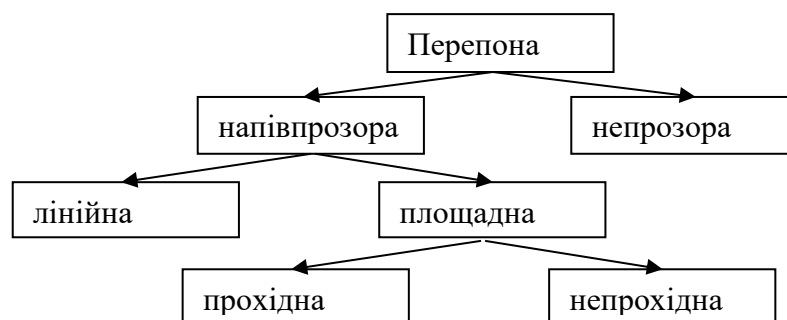 Перепона
напівпрозора
непрозора
лінійна
площадна
прохідна
непрохідна